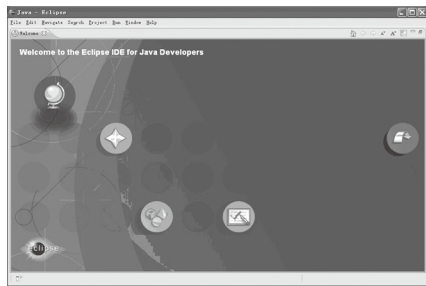 Java - Eclipse
File Edit Navigate Search Project Run Window Help
Welcome
Welcome to the Eclipse IDE for Java Developers
eclipse